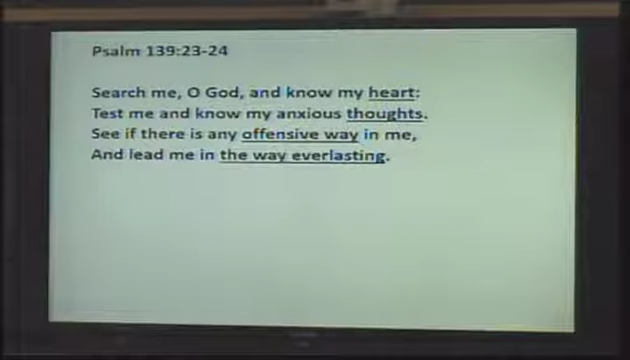 Psalm 139:23-24
Search me, O God, and know my heart:
Test me and know my anxious thoughts.
See if there is any offensive way in me,
And lead me in the way everlasting.